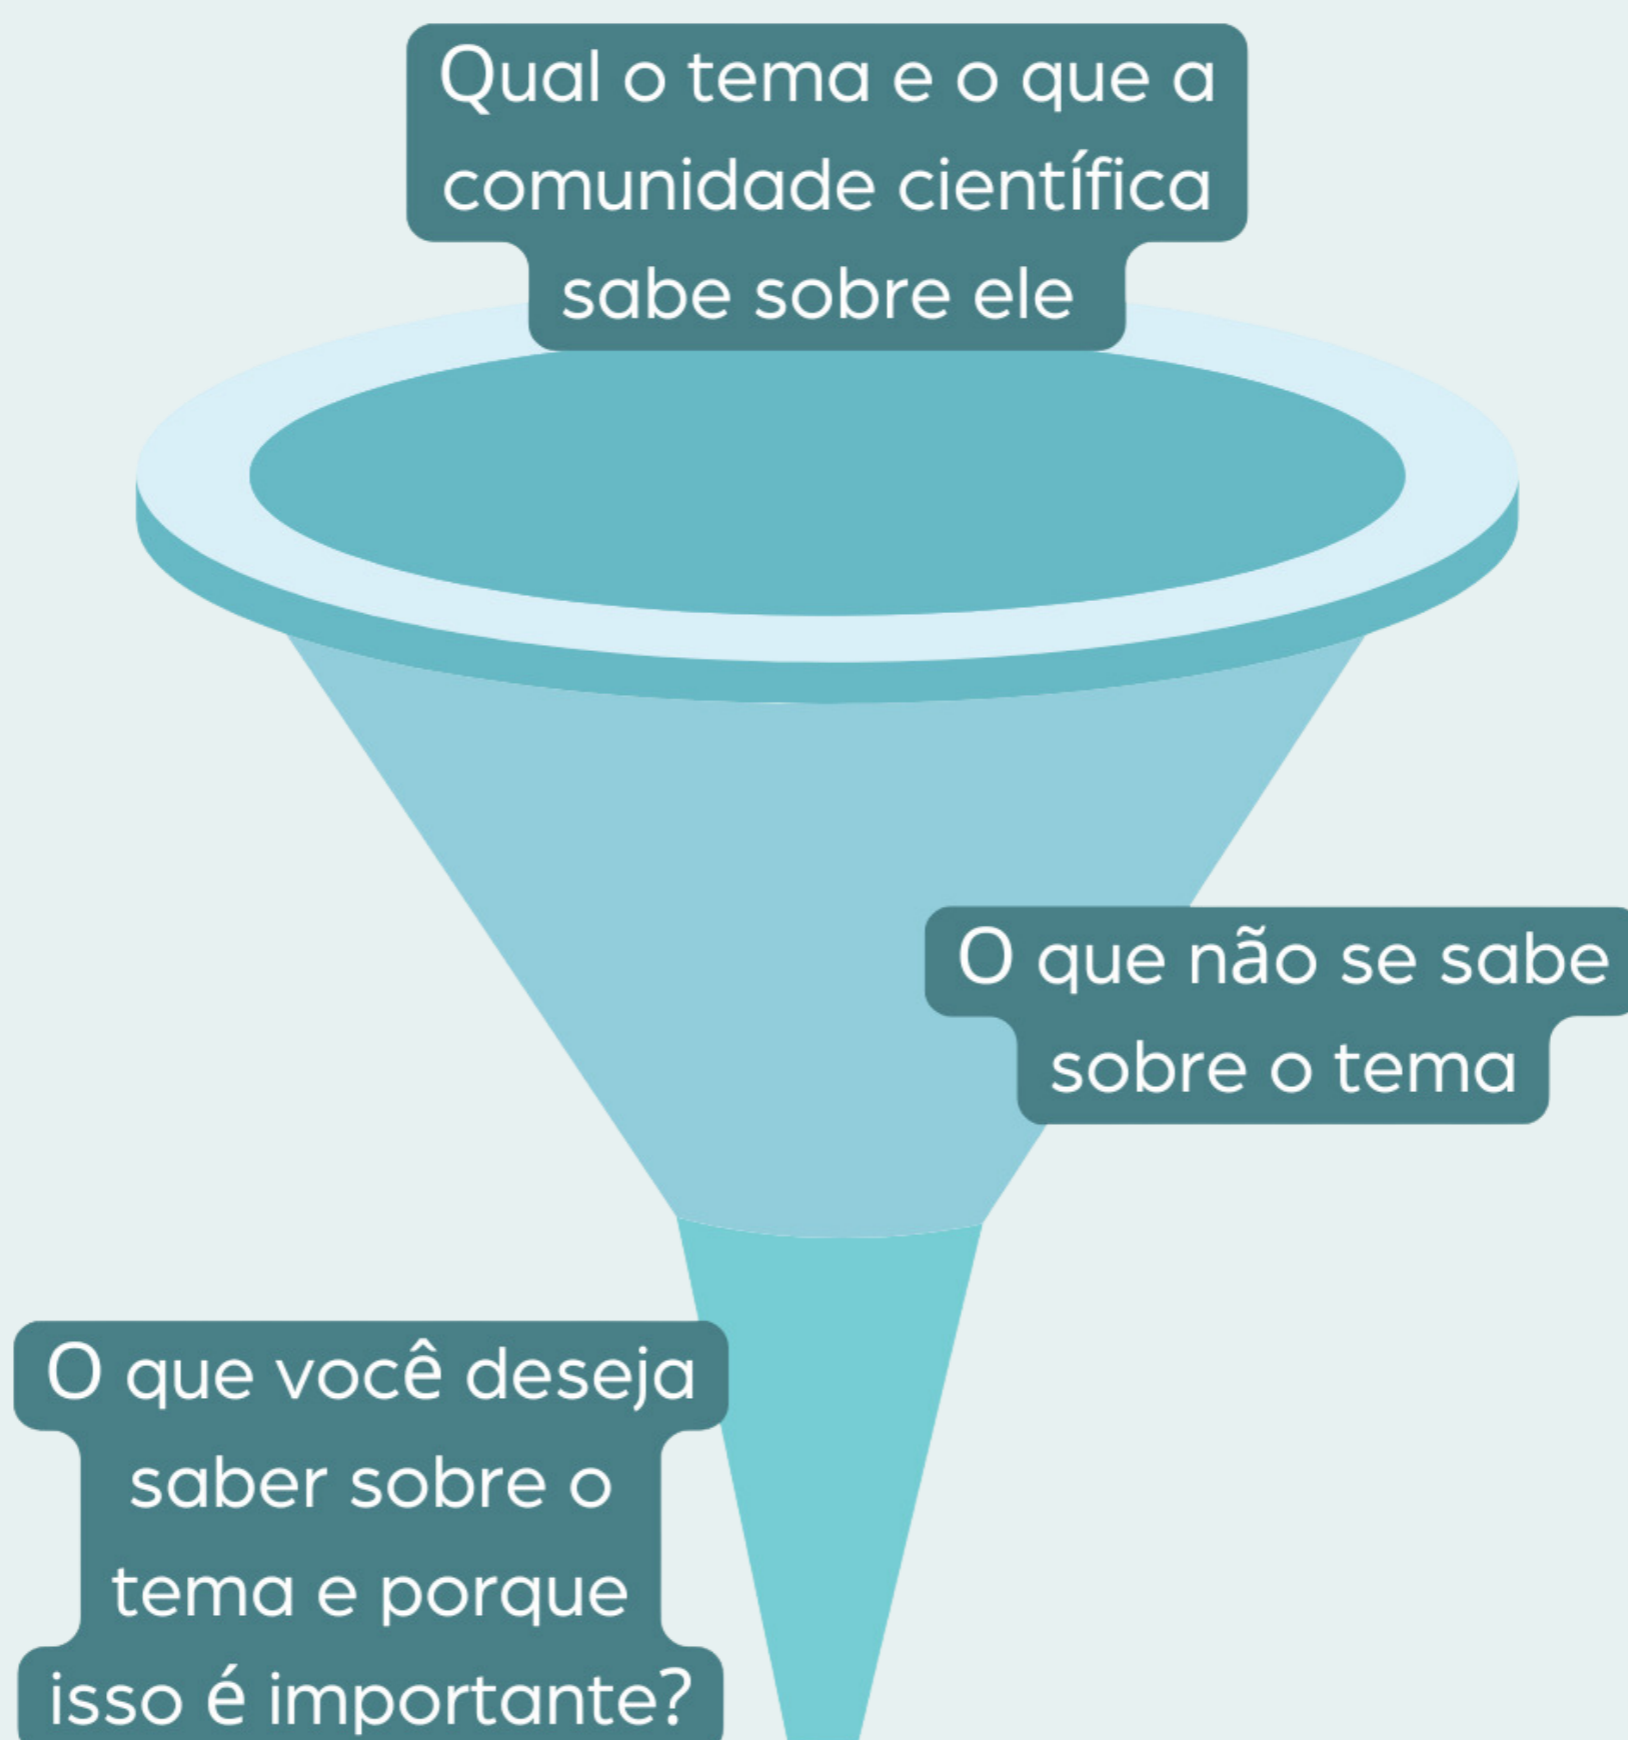 Qual o tema e o que a
comunidade científica
sabe sobre ele
O que não se sabe
sobre o tema
O que você deseja
saber sobre o
tema e porque
isso é importante?